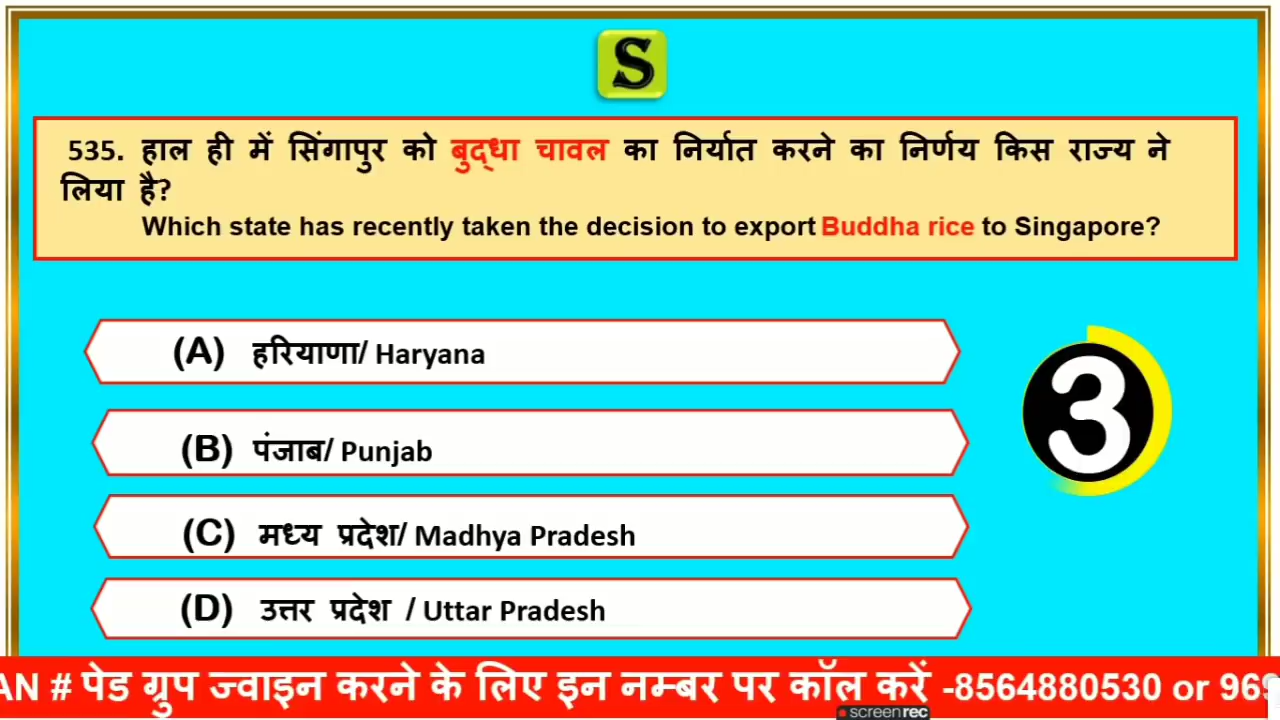 S
535. हाल ही में सिंगापुर को बुद्धा चावल का निर्यात करने का निर्णय किस राज्य ने
लिया है?
Which state has recently taken the decision to export Buddha rice to Singapore?
(A) हरियाणा/ Haryana
3
(B) पंजाब/ Punjab
(C) मध्य प्रदेश/ Madhya Pradesh
(D) उत्तर प्रदेश / Uttar Pradesh
AN # पेड ग्रुप ज्वाइन करने के लिए इन नम्बर पर कॉल करें -8564880530 or 969
screenrec